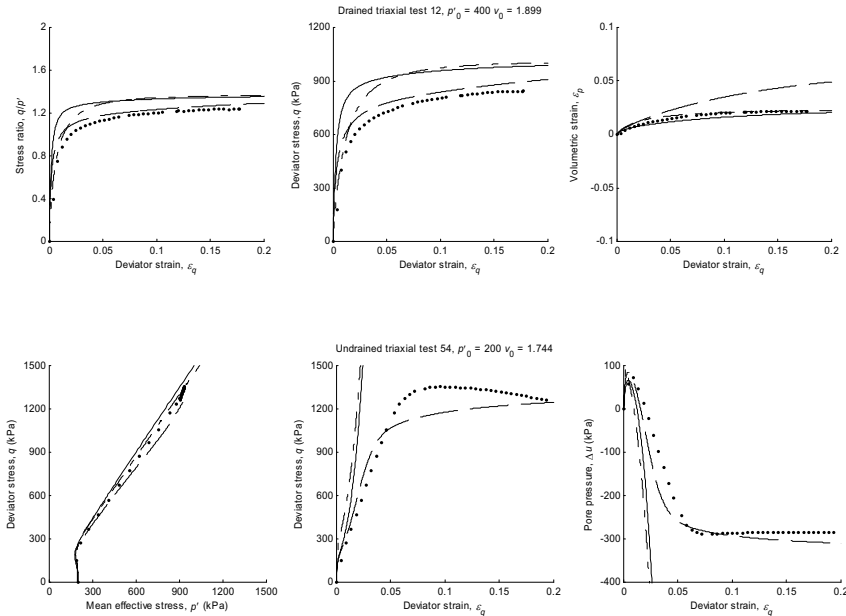 Drained triaxial test 12, p′0 = 400 v0 = 1.899
Stress ratio, q/p′
2
1.6
1.2
0.8
0.4
0
0 0.05 0.1 0.15 0.2
Deviator strain, εq
Deviator stress, q (kPa)
1200
900
600
300
0
0 0.05 0.1 0.15 0.2
Deviator strain, εq
Volumetric strain, εp
0.1
0.05
0
-0.05
-0.1
0 0.05 0.1 0.15 0.2
Deviator strain, εq
Undrained triaxial test 54, p′0 = 200 v0 = 1.744
Deviator stress, q (kPa)
1500
1200
900
600
300
0
0 300 600 900 1200 1500
Mean effective stress, p′ (kPa)
Deviator stress, q (kPa)
1500
1200
900
600
300
0
0 0.05 0.1 0.15 0.2
Deviator strain, εq
Pore pressure, Δu (kPa)
100
0
-100
-200
-300
-400
0 0.05 0.1 0.15 0.2
Deviator strain, εq